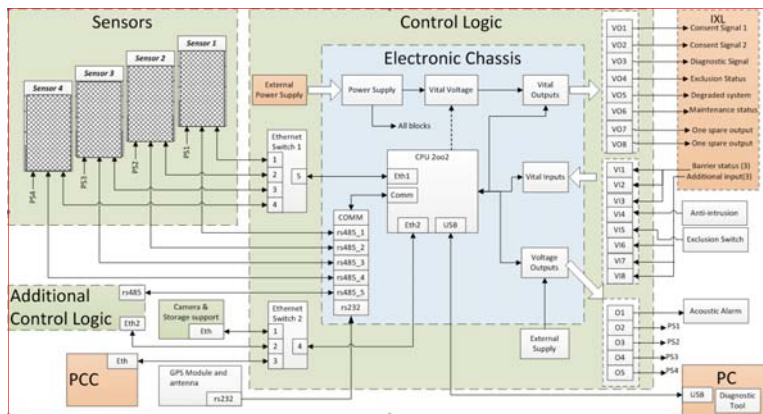 Sensors
Sensor 1
Sensor 2
Sensor 3
Sensor 4
PS1
PS2
PS3
PS4
Control Logic
Electronic Chassis
External
Power Supply
Power Supply
Vital Voltage
Vital
Outputs
All blocks
Ethernet
Switch 1
1
2
3
4
5
CPU 2oo2
Eth1
Comm
Eth2
USB
Vital Inputs
Voltage
Outputs
External
Supply
COMM
rs485_1
rs485_2
rs485_3
rs485_4
rs485_5
rs232
Ethernet
Switch 2
1
2
3
4
Additional
Control Logic
rs485
Eth2
Camera &
Storage support
Eth
PCC
Eth
GPS Module and
antenna
rs232
VO1
VO2
VO3
VO4
VO5
VO6
VO7
VO8
IXL
Consent Signal 1
Consent Signal 2
Diagnostic Signal
Exclusion Status
Degraded system
Maintenance status
One spare output
One spare output
VI1
VI2
VI3
VI4
VI5
VI6
VI7
VI8
Barrier status (3)
Additional input(3)
Anti-intrusion
Exclusion Switch
O1
O2
O3
O4
O5
Acoustic Alarm
PS1
PS2
PS3
PS4
PC
USB
Diagnostic
Tool